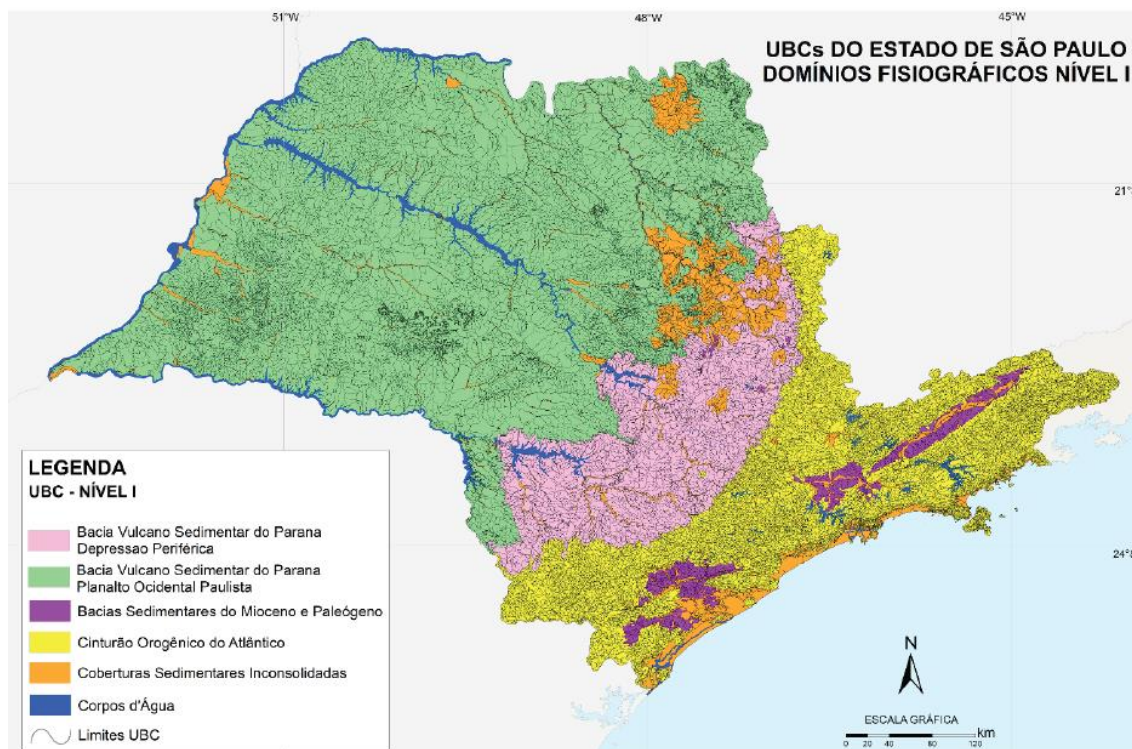 51°W
48°W
45°W
UBCs DO ESTADO DE SÃO PAULO
DOMÍNIOS FISIOGRÁFICOS NÍVEL I
21°S
24°S
LEGENDA
UBC - NÍVEL I
Bacia Vulcano Sedimentar do Parana
Depressao Periférica
Bacia Vulcano Sedimentar do Parana
Planalto Ocidental Paulista
Bacias Sedimentares do Mioceno e Paleógeno
Cinturão Orogênico do Atlântico
Coberturas Sedimentares Inconsolidadas
Corpos d'Água
Limites UBC
N
ESCALA GRÁFICA
km
0 20 40 80 120